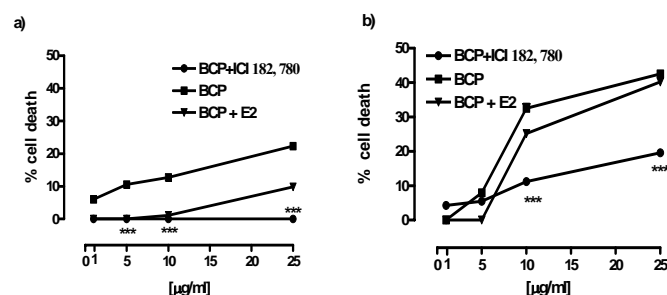 a)
BCP+ICI 182, 780
BCP
BCP + E2
% cell death
50
40
30
20
10
0
***
***
***
0 1 5 10 15 20 25
[µg/ml]
b)
BCP+ICI 182, 780
BCP
BCP + E2
% cell death
50
40
30
20
10
0
***
***
0 1 5 10 15 20 25
[µg/ml]